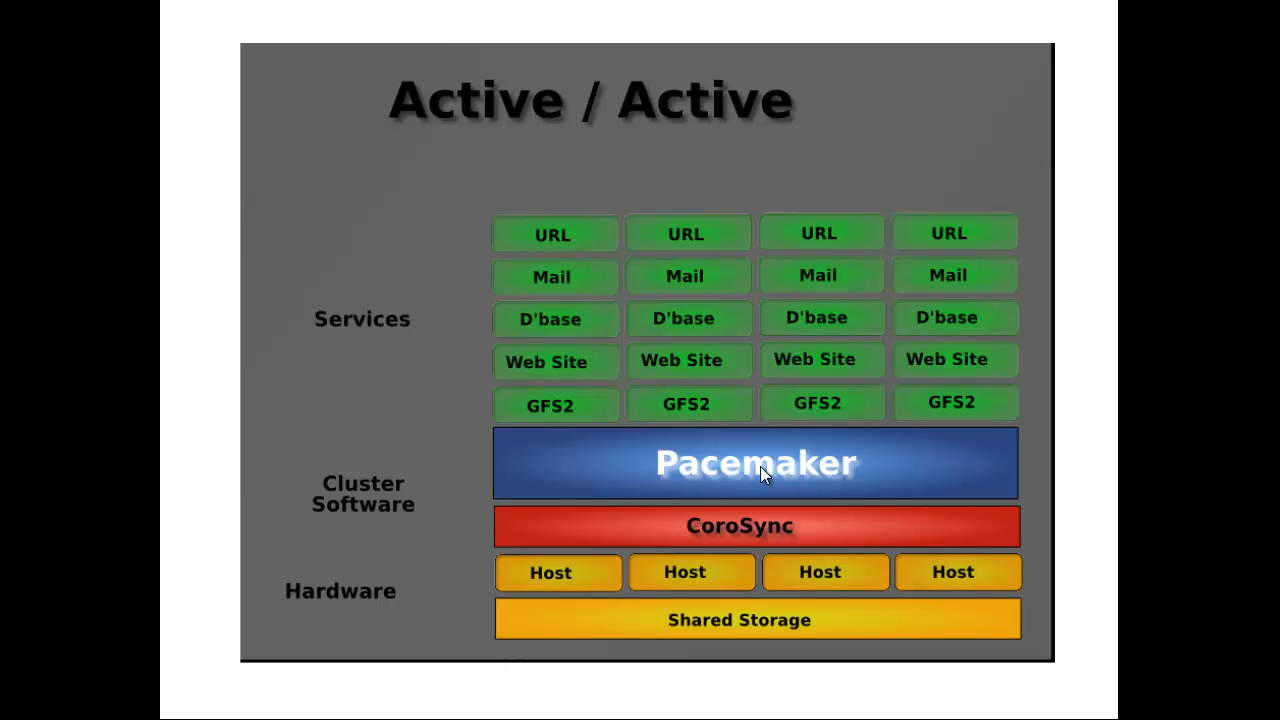 Active / Active
URL URL URL URL
Mail Mail Mail Mail
Services
D'base D'base D'base D'base
Web Site Web Site Web Site Web Site
GFS2 GFS2 GFS2 GFS2
Pacemaker
Cluster
Software
CoroSync
Host Host Host Host
Hardware
Shared Storage